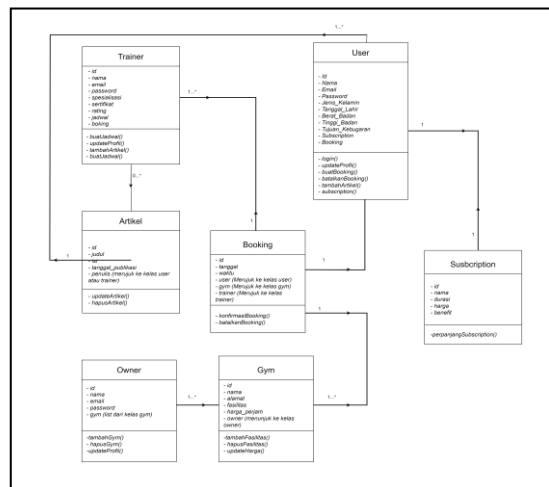 1...*
Trainer
- id
- nama
- email
- password
- spesialisasi
- sertifikat
- rating
- jadwal
- boking
- buatJadwal()
- updateProfil()
- tambahArtikel()
- buatJadwal()
1...*
0...*
User
- Id
- Nama
- Email
- Password
- Jenis_Kelamin
- Tanggal_Lahir
- Berat_Badan
- Tinggi_Badan
- Tujuan_Kebugaran
- Subscription
- Booking
- login()
- updateProfil()
- buatBooking()
- batalkanBooking()
- tambahArtikel()
- subscription()
1
1
Artikel
- id
- judul
- isi
- tanggal_publikasi
- penulis (merujuk ke kelas user
atau trainer)
- updateArtikel()
- hapusArtikel()
1
1
Booking
- id
- tanggal
- waktu
- user (Merujuk ke kelas user)
- gym (Merujuk ke kelas gym)
- trainer (Merujuk ke kelas
trainer)
- konfirmasiBooking()
- batalkanBooking()
1
1
Susbcription
- id
- nama
- durasi
- harga
- benefit
-perpanjangSubscription()
1
Owner
- id
- nama
- email
- password
- gym (list dari kelas gym)
-tambahGym()
- hapusGym()
-updateProfil()
1...*
Gym
- id
- nama
- alamat
- fasilitas
- harga_perjam
- owner (menunjuk ke kelas
owner)
-tambahFasilitas()
- hapusFasilitas()
- updateHarga()
1...*